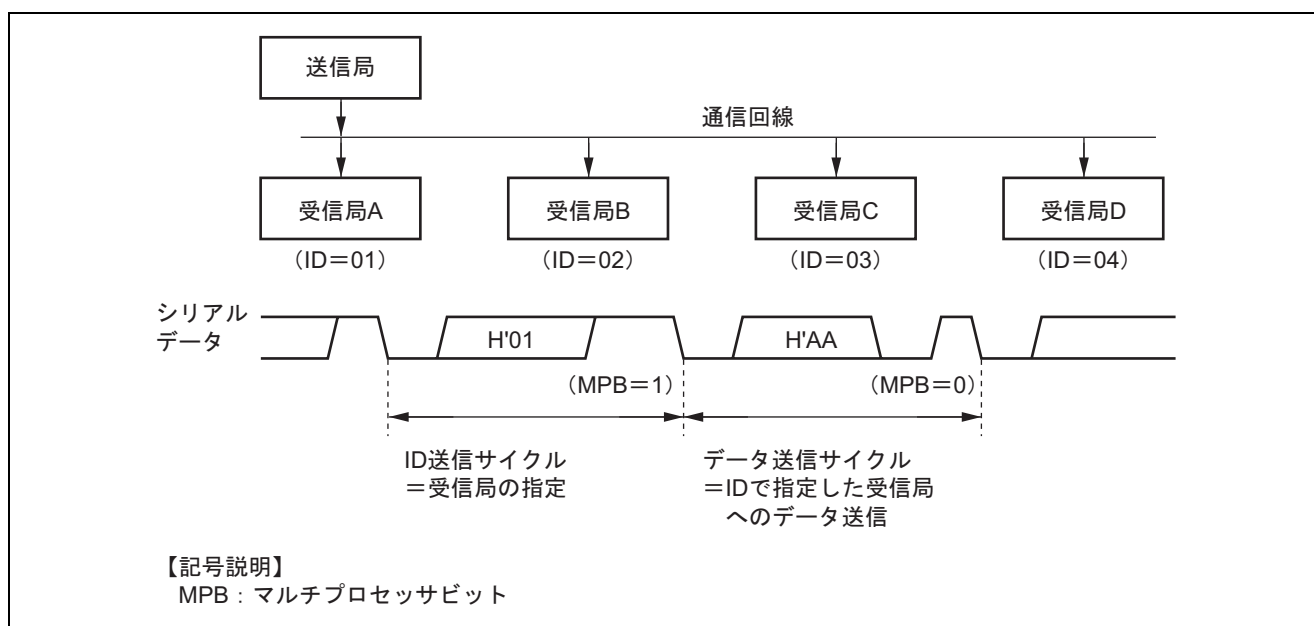 送信局
通信回線
受信局A
受信局B
受信局C
受信局D
（ID＝01）
（ID＝02）
（ID＝03）
（ID＝04）
シリアル
データ
H'01
H'AA
（MPB＝1）
（MPB＝0）
ID送信サイクル
＝受信局の指定
データ送信サイクル
＝IDで指定した受信局
へのデータ送信
【記号説明】
MPB：マルチプロセッサビット